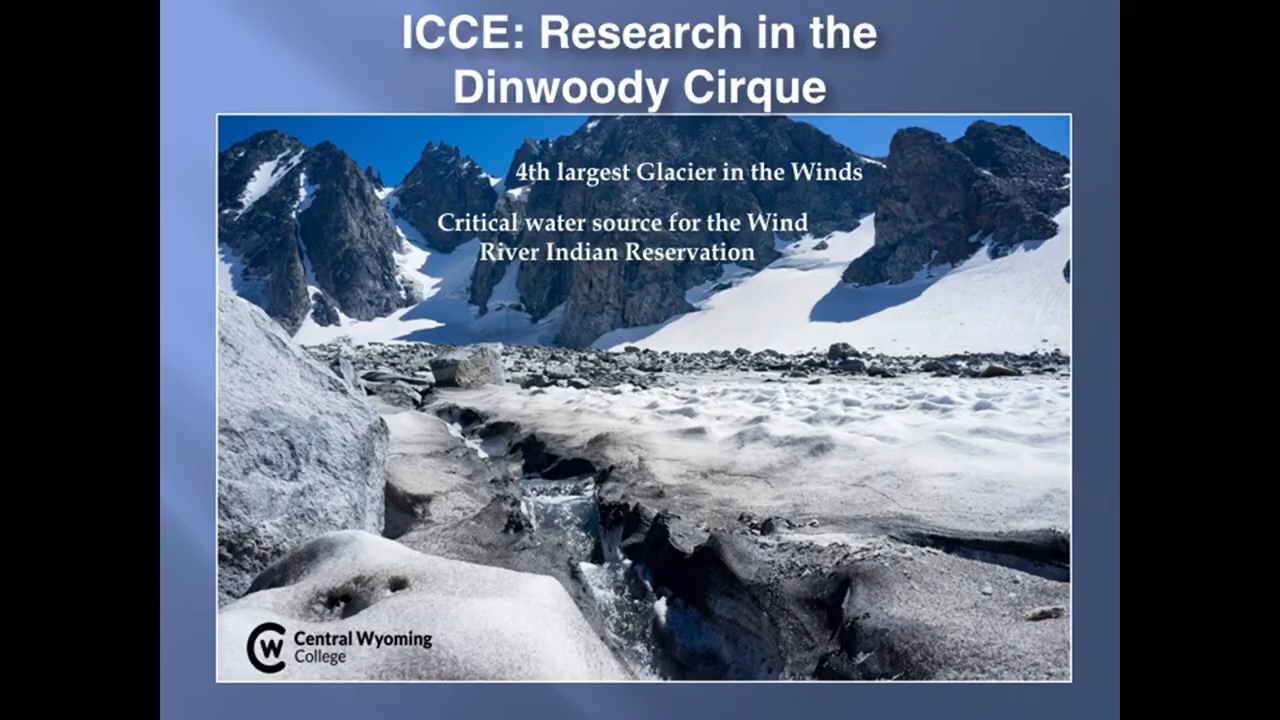 ICCE: Research in the
Dinwoody Cirque
4th largest Glacier in the Winds
Critical water source for the Wind
River Indian Reservation
CW
Central Wyoming
College